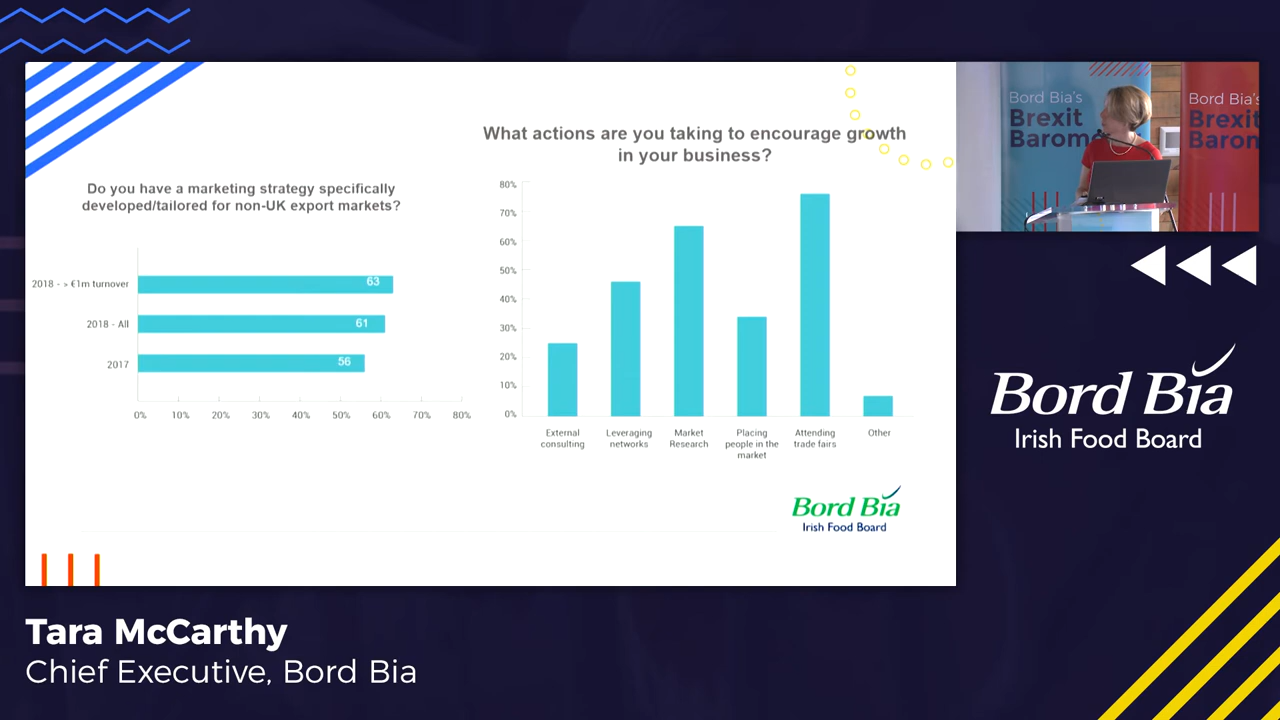 What actions are you taking to encourage growth
in your business?
Do you have a marketing strategy specifically
developed/tailored for non-UK export markets?
2018 - > €1m turnover
63
2018 - All
61
2017
56
0%
10%
20%
30%
40%
50%
60%
70%
80%
80%
70%
60%
50%
40%
30%
20%
10%
0%
External
consulting
Leveraging
networks
Market
Research
Placing
people in the
market
Attending
trade fairs
Other
Bord Bia
Irish Food Board
Bord Bia's
Brexit
Barom
Bord Bia's
Brexit
Barom
Bord Bia
Irish Food Board
Tara McCarthy
Chief Executive, Bord Bia